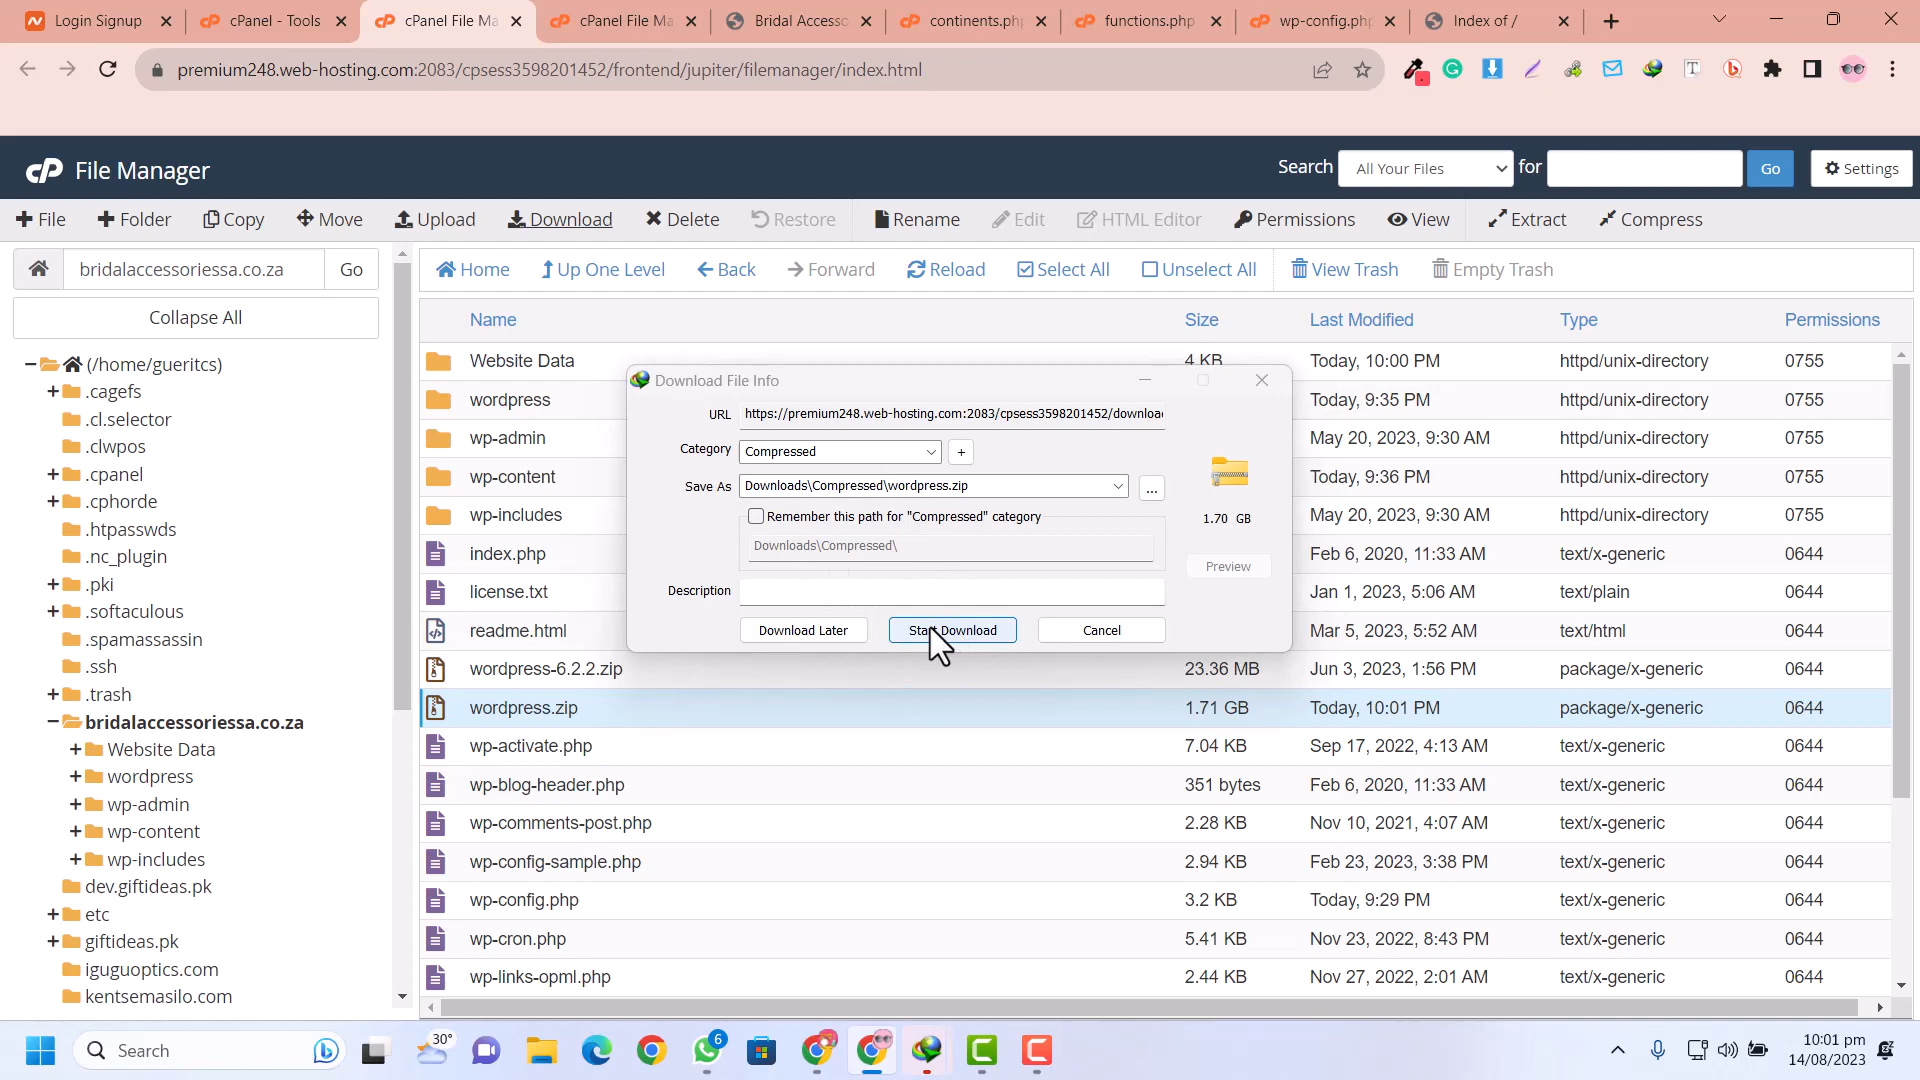 Login Signup
cPanel - Tools
cPanel File Ma
cPanel File Ma
Bridal Accesso
continents.ph
functions.php
wp-config.php
Index of /
premium248.web-hosting.com:2083/cpsess3598201452/frontend/jupiter/filemanager/index.html
cP File Manager
Search
All Your Files
for
Go
Settings
File
Folder
Copy
Move
Upload
Download
Delete
Restore
Rename
Edit
HTML Editor
Permissions
View
Extract
Compress
bridalaccessoriessa.co.za
Go
Home
Up One Level
Back
Forward
Reload
Select All
Unselect All
View Trash
Empty Trash
Collapse All
(/home/gueritcs)
.cagefs
.cl.selector
.clwpos
.cpanel
.cphorde
.htpasswds
.nc_plugin
.pki
.softaculous
.spamassassin
.ssh
.trash
bridalaccessoriessa.co.za
Website Data
wordpress
wp-admin
wp-content
wp-includes
dev.giftideas.pk
etc
giftideas.pk
iguguoptics.com
kentsemasilo.com
Name Size Last Modified Type Permissions
Website Data 4 KB Today, 10:00 PM httpd/unix-directory 0755
wordpress Today, 9:35 PM httpd/unix-directory 0755
wp-admin May 20, 2023, 9:30 AM httpd/unix-directory 0755
wp-content Today, 9:36 PM httpd/unix-directory 0755
wp-includes May 20, 2023, 9:30 AM httpd/unix-directory 0755
index.php Feb 6, 2020, 11:33 AM text/x-generic 0644
license.txt Jan 1, 2023, 5:06 AM text/plain 0644
readme.html Mar 5, 2023, 5:52 AM text/html 0644
wordpress-6.2.2.zip 23.36 MB Jun 3, 2023, 1:56 PM package/x-generic 0644
wordpress.zip 1.71 GB Today, 10:01 PM package/x-generic 0644
wp-activate.php 7.04 KB Sep 17, 2022, 4:13 AM text/x-generic 0644
wp-blog-header.php 351 bytes Feb 6, 2020, 11:33 AM text/x-generic 0644
wp-comments-post.php 2.28 KB Nov 10, 2021, 4:07 AM text/x-generic 0644
wp-config-sample.php 2.94 KB Feb 23, 2023, 3:38 PM text/x-generic 0644
wp-config.php 3.2 KB Today, 9:29 PM text/x-generic 0644
wp-cron.php 5.41 KB Nov 23, 2022, 8:43 PM text/x-generic 0644
wp-links-opml.php 2.44 KB Nov 27, 2022, 2:01 AM text/x-generic 0644
Download File Info
URL https://premium248.web-hosting.com:2083/cpsess3598201452/downloa
Category Compressed +
Save As Downloads\Compressed\wordpress.zip ...
Remember this path for "Compressed" category
Downloads\Compressed\
1.70 GB
Preview
Description
Download Later
Start Download
Cancel
Search
30°
6
10:01 pm
14/08/2023